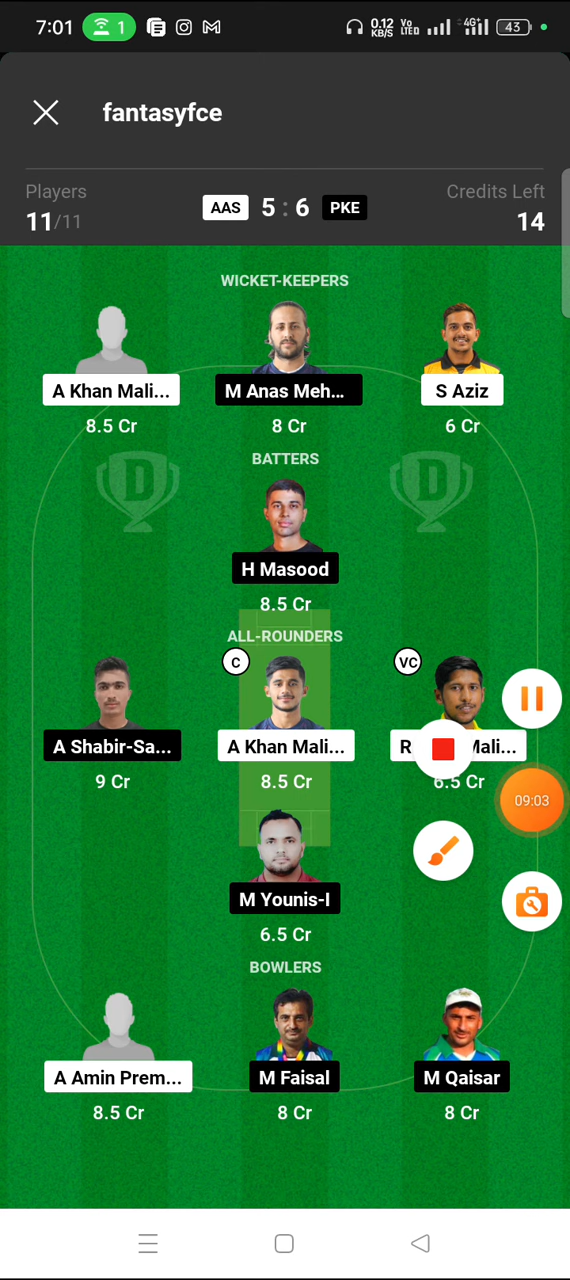 7:01 1 0.12 KB/S Vo LTED 4G+ 43
fantasyfce
Players Credits Left
11/11 AAS 5 : 6 PKE 14
WICKET-KEEPERS
A Khan Mali... M Anas Meh... S Aziz
8.5 Cr 8 Cr 6 Cr
BATTERS
D D
H Masood
8.5 Cr
ALL-ROUNDERS
C VC
A Shabir-Sa... A Khan Mali... R Mali...
9 Cr 8.5 Cr 6.5 Cr
09:03
M Younis-I
6.5 Cr
BOWLERS
A Amin Prem... M Faisal M Qaisar
8.5 Cr 8 Cr 8 Cr